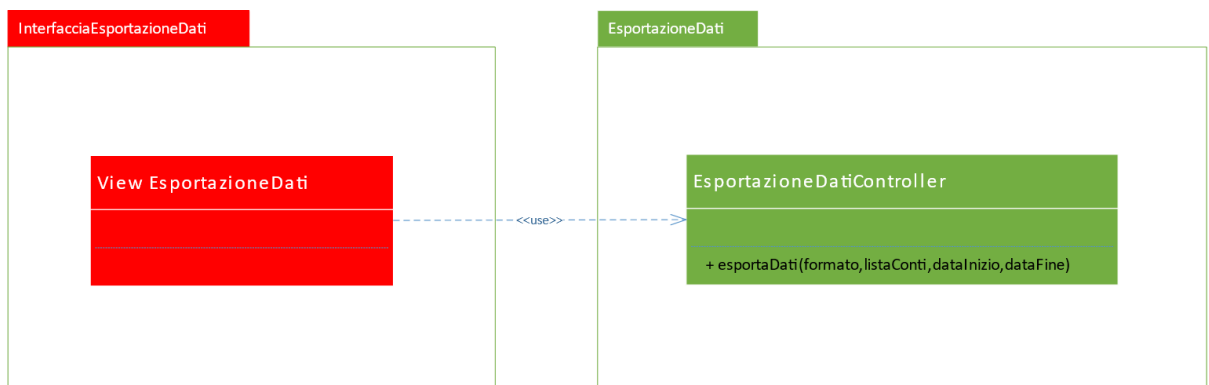 InterfacciaEsportazioneDati
EsportazioneDati
View EsportazioneDati
EsportazioneDatiController
<<use>>
+ esportaDati(formato,listaConti,dataInizio,dataFine)